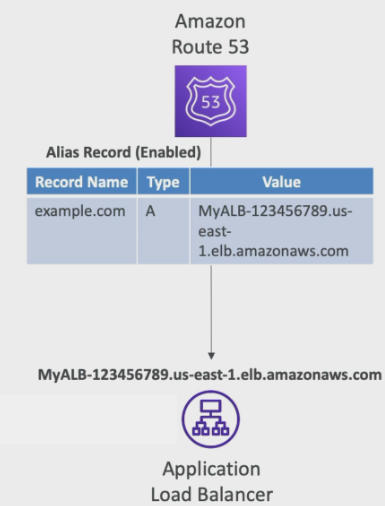 Amazon
Route 53
53
Alias Record (Enabled)
Record Name Type Value
example.com A MyALB-123456789.us-
east-
1.elb.amazonaws.com
MyALB-123456789.us-east-1.elb.amazonaws.com
Application
Load Balancer